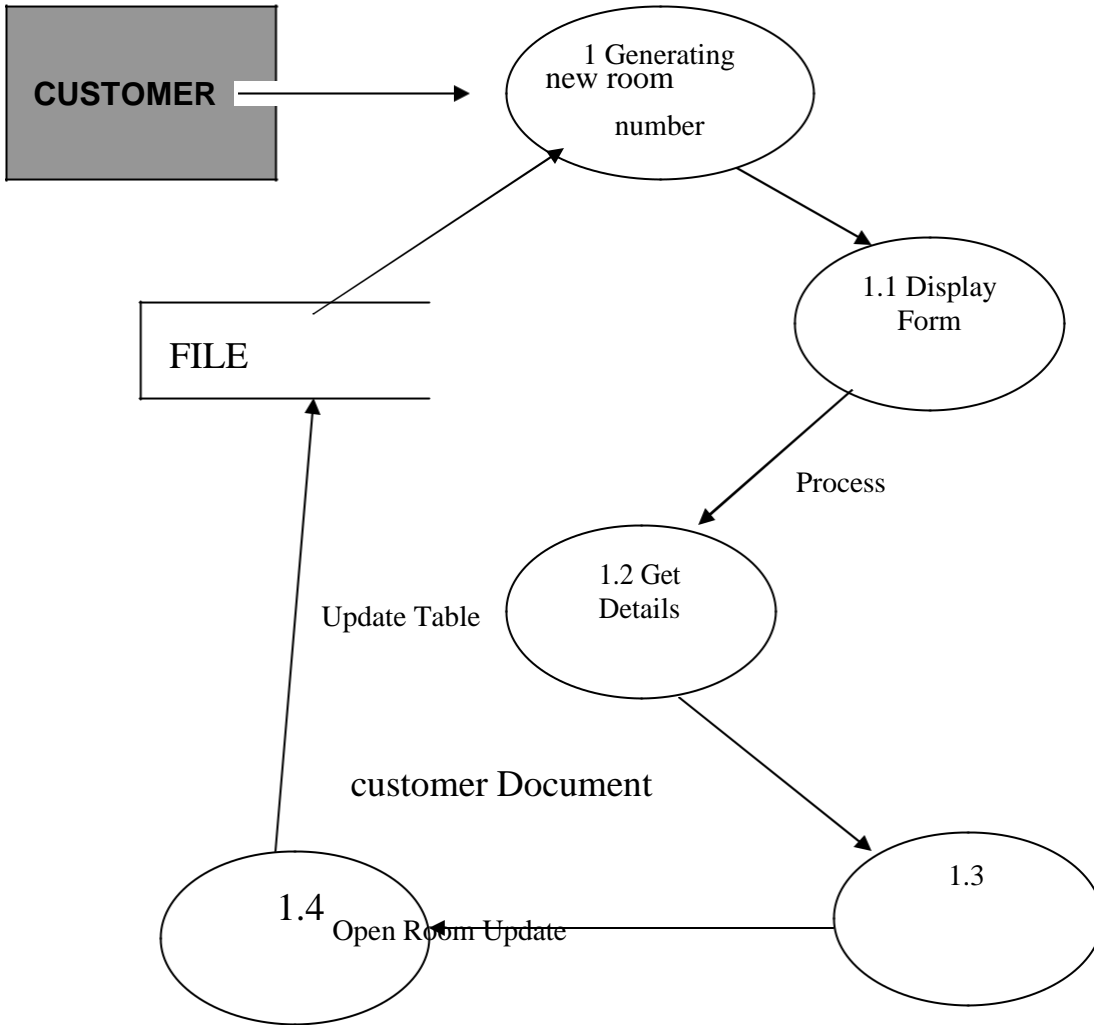 CUSTOMER
1 Generating
new room
number
1.1 Display
Form
FILE
Process
1.2 Get
Details
Update Table
customer Document
1.3
1.4
Open Room Update